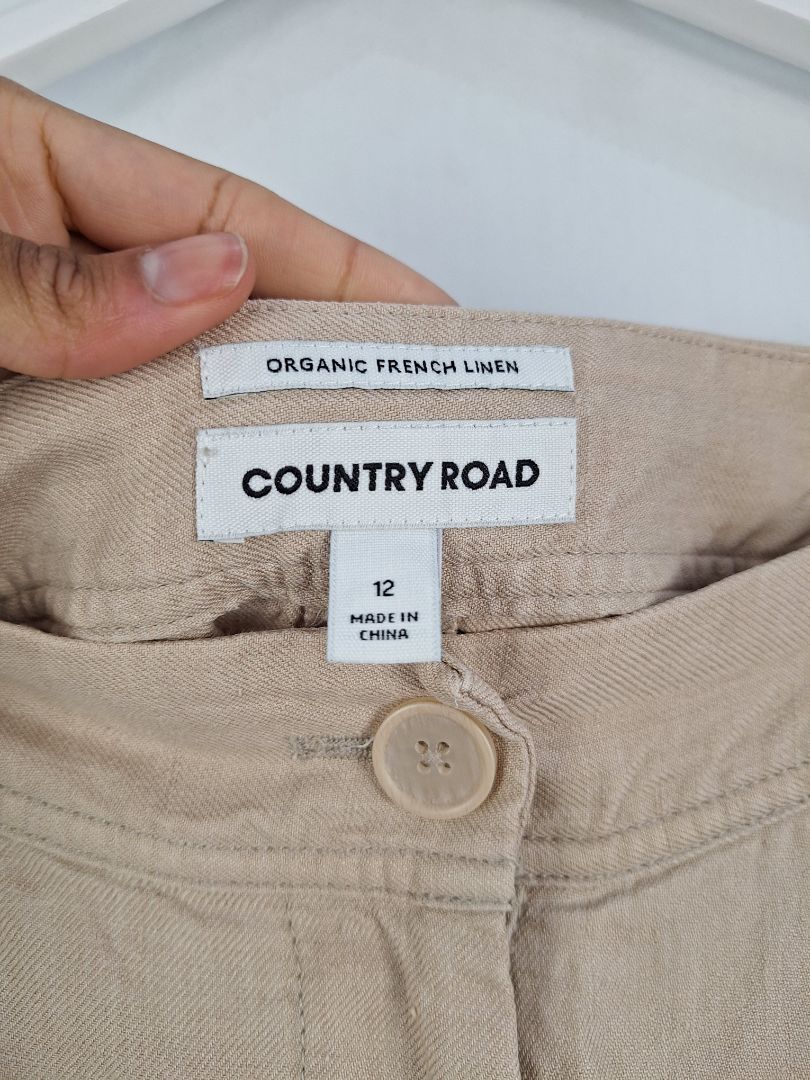 ORGANIC FRENCH LINEN
COUNTRY ROAD
12
MADE IN
CHINA